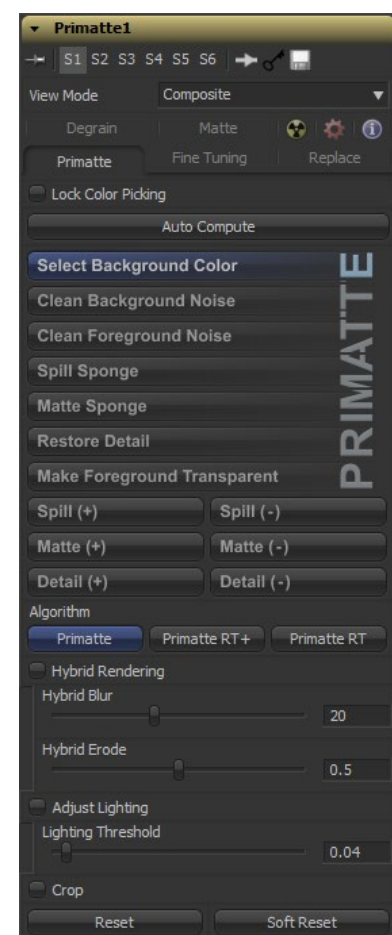 Primatte1
S1 S2 S3 S4 S5 S6
View Mode Composite
Degrain Matte
Primatte Fine Tuning Replace
Lock Color Picking
Auto Compute
Select Background Color
Clean Background Noise
Clean Foreground Noise
Spill Sponge
Matte Sponge
Restore Detail
Make Foreground Transparent
PRIMATTE
Spill (+) Spill (-)
Matte (+) Matte (-)
Detail (+) Detail (-)
Algorithm
Primatte Primatte RT+ Primatte RT
Hybrid Rendering
Hybrid Blur
20
Hybrid Erode
0.5
Adjust Lighting
Lighting Threshold
0.04
Crop
Reset Soft Reset